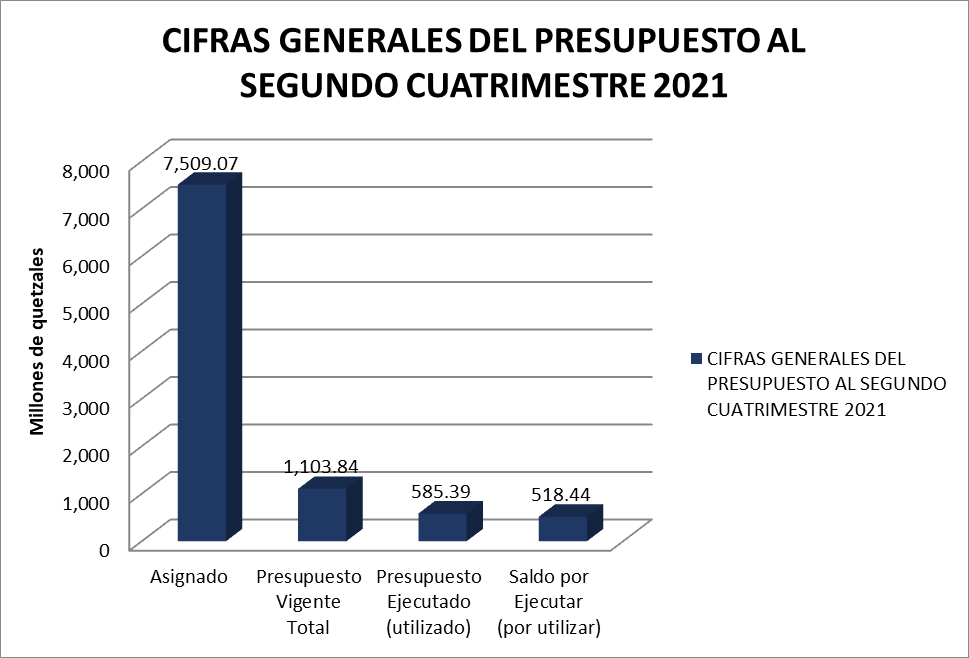 CIFRAS GENERALES DEL PRESUPUESTO AL
SEGUNDO CUATRIMESTRE 2021
Millones de quetzales
8,000
7,000
6,000
5,000
4,000
3,000
2,000
1,000
0
7,509.07
1,103.84
585.39
518.44
Asignado
Presupuesto
Vigente
Total
Presupuesto
Ejecutado
(utilizado)
Saldo por
Ejecutar
(por utilizar)
CIFRAS GENERALES DEL
PRESUPUESTO AL SEGUNDO
CUATRIMESTRE 2021